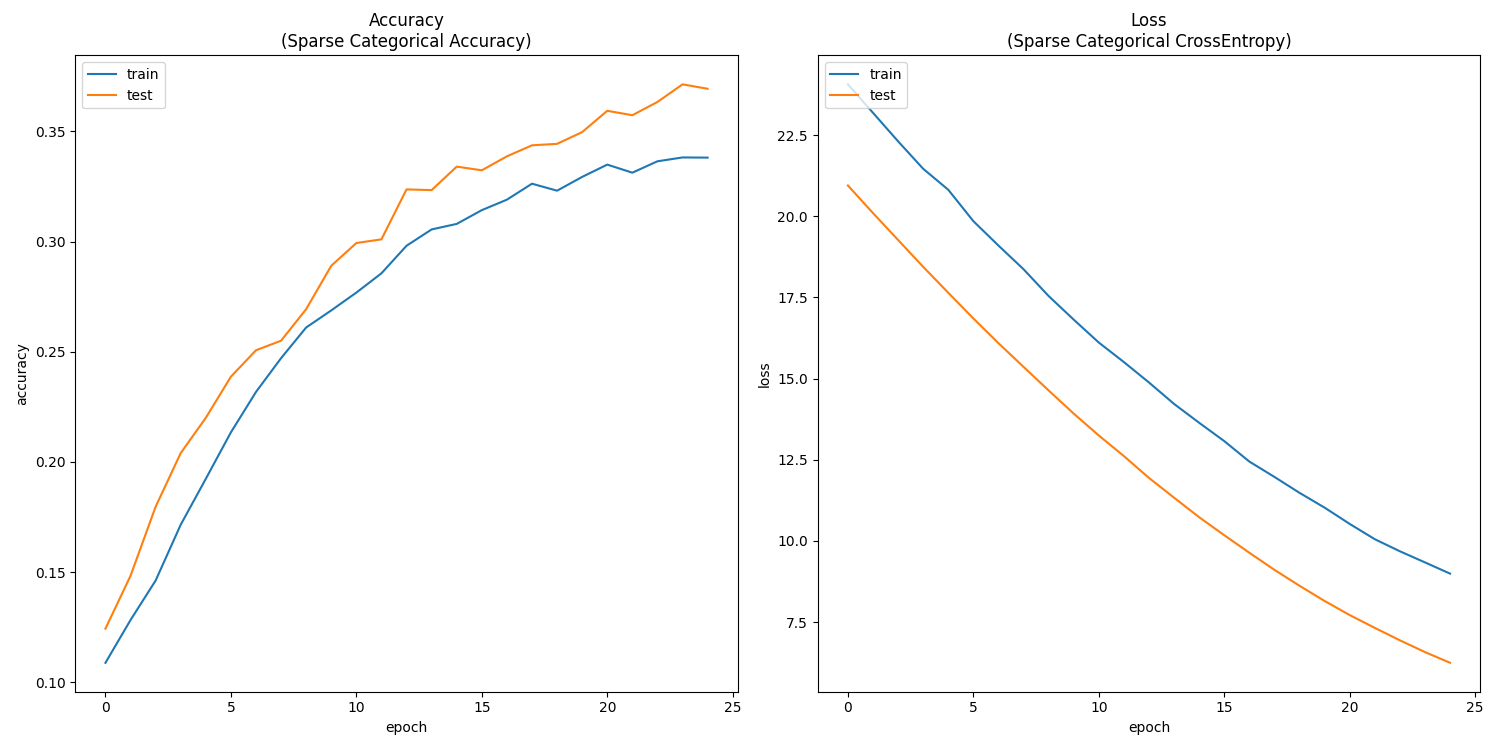 Accuracy
(Sparse Categorical Accuracy)
train
test
0.35
0.30
0.25
0.20
0.15
0.10
accuracy
0
5
10
15
20
25
epoch
Loss
(Sparse Categorical CrossEntropy)
train
test
22.5
20.0
17.5
15.0
12.5
10.0
7.5
loss
0
5
10
15
20
25
epoch